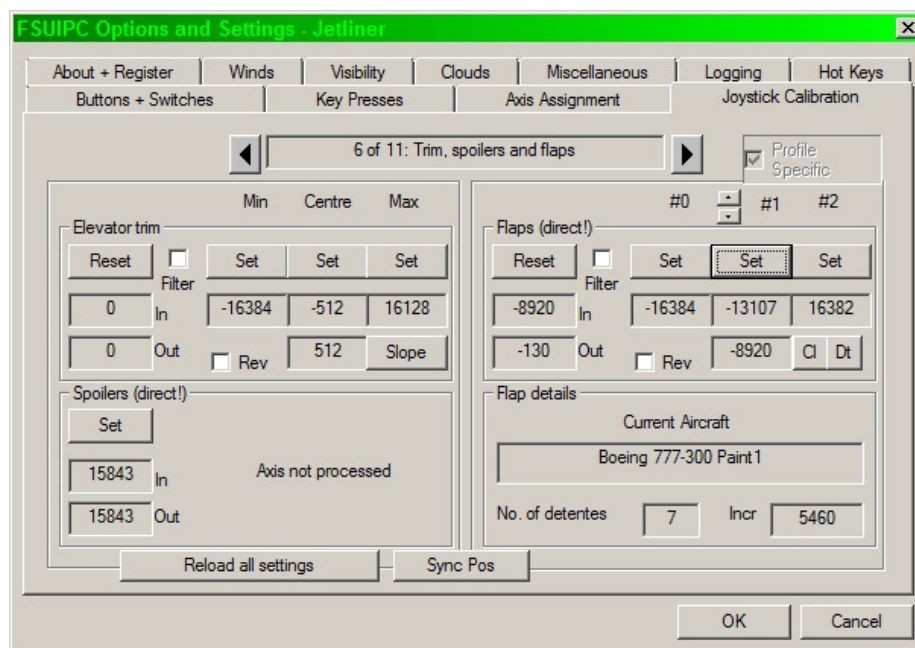 FSUIPC Options and Settings - Jetliner
About + Register Winds Visibility Clouds Miscellaneous Logging Hot Keys
Buttons + Switches Key Presses Axis Assignment Joystick Calibration
6 of 11: Trim, spoilers and flaps
Profile
Specific
Min Centre Max
Elevator trim
Reset Filter Set Set Set
0 In -16384 -512 16128
0 Out Rev 512 Slope
Spoilers (direct!)
Set
15843 In Axis not processed
15843 Out
#0 #1 #2
Flaps (direct!)
Reset Filter Set Set Set
-8920 In -16384 -13107 16382
-130 Out Rev -8920 Cl Dt
Flap details
Current Aircraft
Boeing 777-300 Paint1
No. of detentes 7 Incr 5460
Reload all settings Sync Pos
OK Cancel